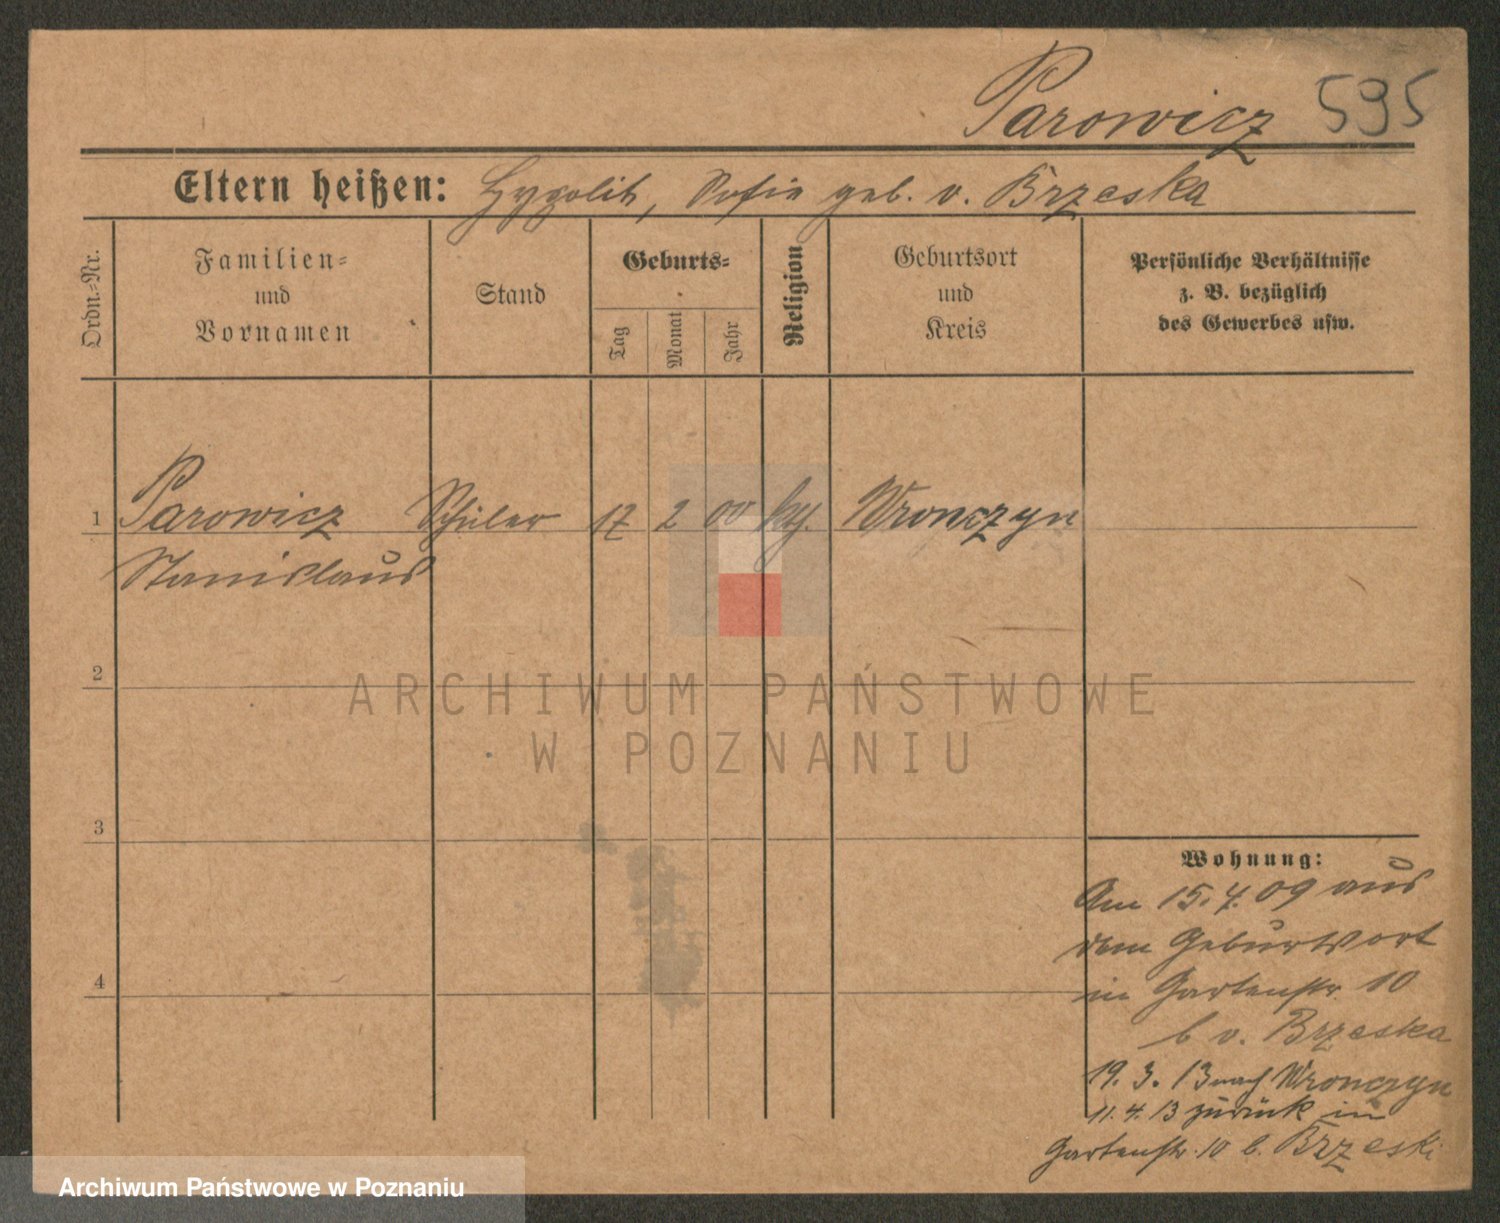 Parowicz 595
Eltern heißen: Hypolit, Sofie geb. v. Brzeska
Ordn.-Nr.
Familien-
und
Vornamen
Stand
Geburts-
Tag
Monat
Jahr
Religion
Geburtsort
und
Kreis
Persönliche Verhältnisse
z. B. bezüglich
des Gewerbes usw.
1 Parowicz Schüler 17 2 00 kth. Wronczyn
Stanislaus
2
3
4
Wohnung:
Am 15.4.09 aus
dem Geburtsort
in Gartenstr. 10
b v. Brzeska
19.3.13 nach Wronczyn
11.4.13 zurück in
Gartenstr. 10 b. Brzeski
ARCHIWUM PAŃSTWOWE
W POZNANIU
Archiwum Państwowe w Poznaniu